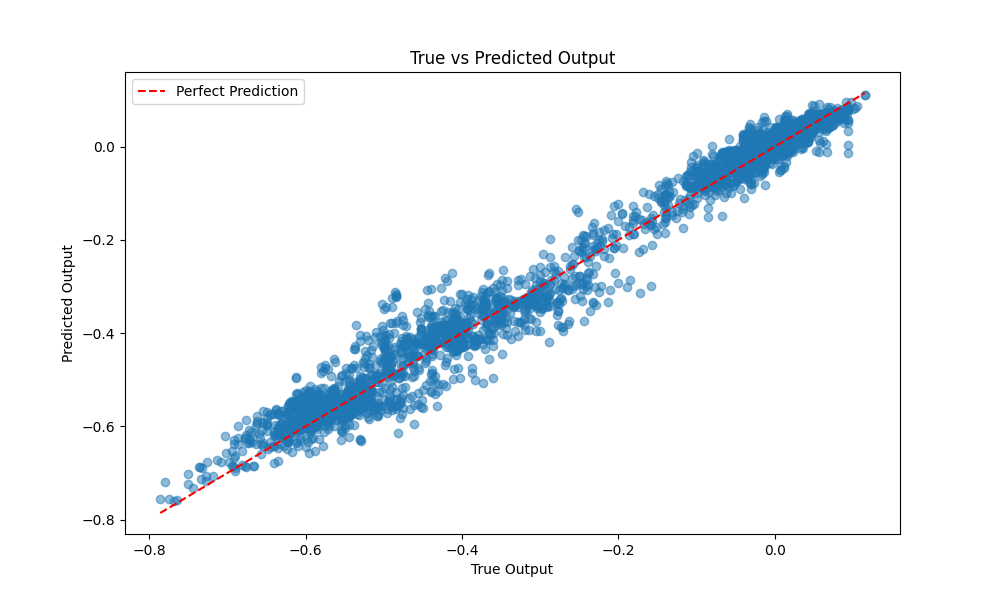 True vs Predicted Output
Perfect Prediction
Predicted Output
0.0
−0.2
−0.4
−0.6
−0.8
−0.8
−0.6
−0.4
−0.2
0.0
True Output